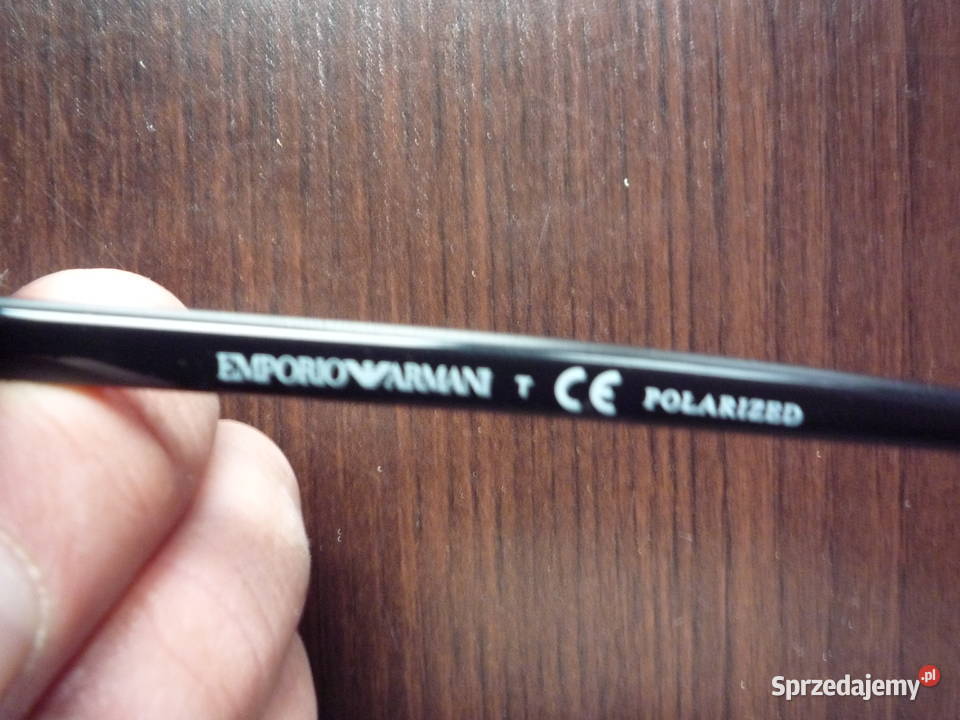 EMPORIO ARMANI T CE POLARIZED
Sprzedajemy.pl